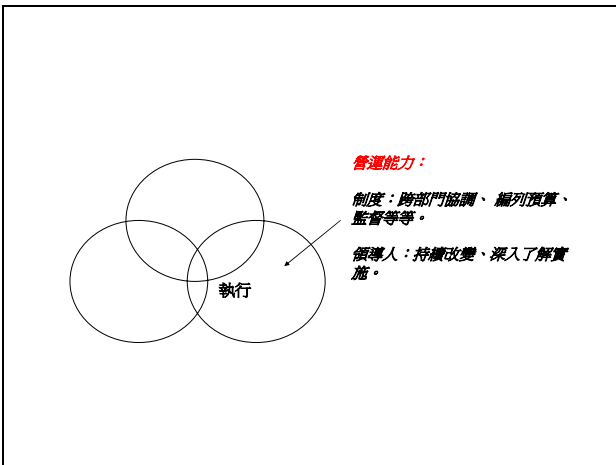 營運能力：
制度：跨部門協調、 編列預算、
監督等等。
領導人：持續改變、深入了解實
施。
執行